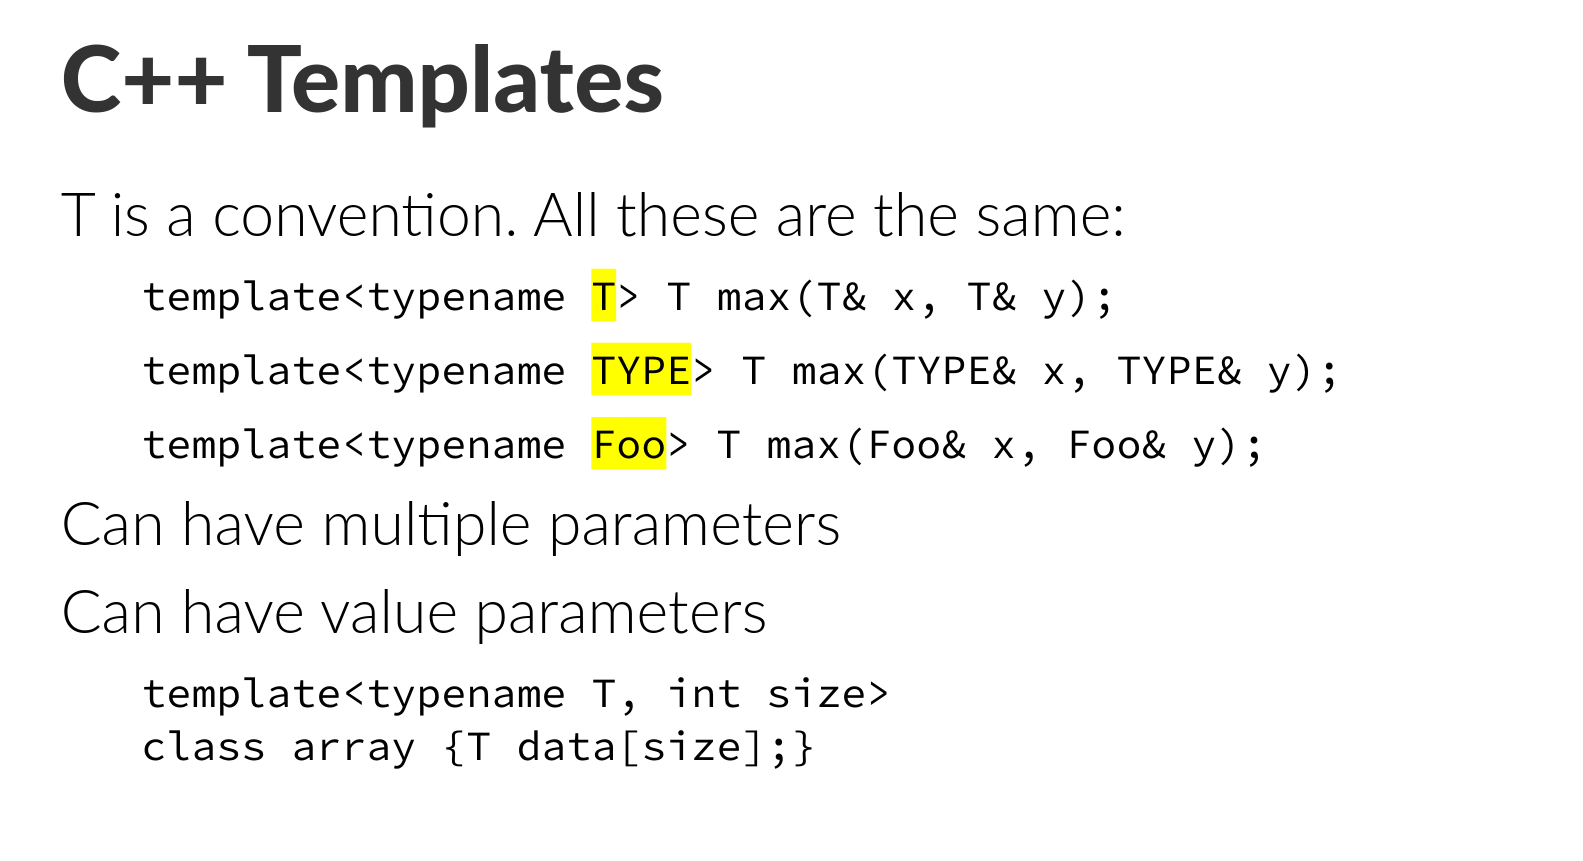 C++ Templates
T is a convention. All these are the same:
template<typename T> T max(T& x, T& y);
template<typename TYPE> T max(TYPE& x, TYPE& y);
template<typename Foo> T max(Foo& x, Foo& y);
Can have multiple parameters
Can have value parameters
template<typename T, int size>
class array {T data[size];}